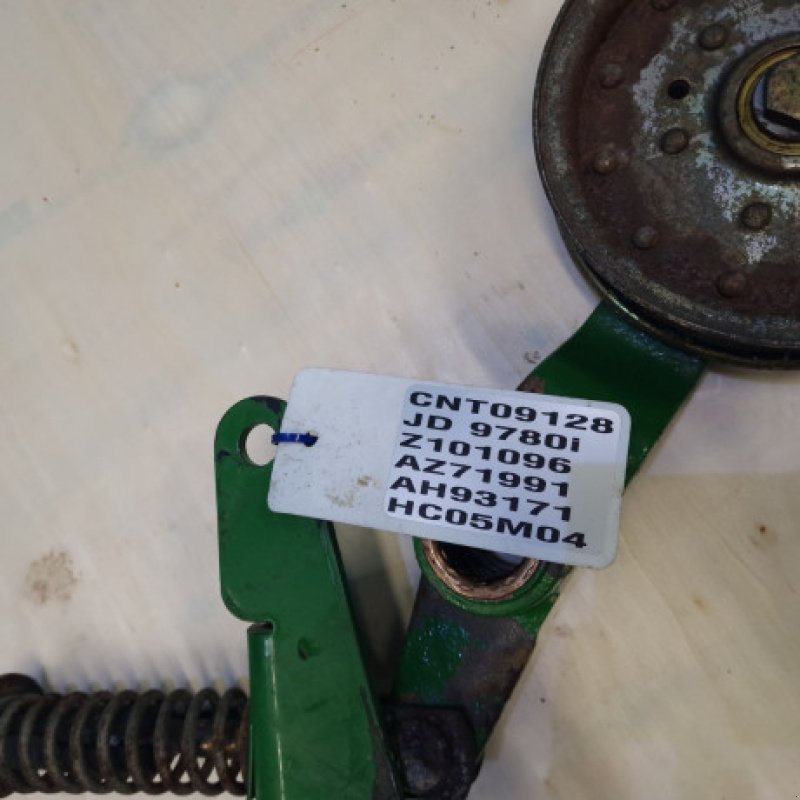 CNT09128
JD 9780i
Z101096
AZ71991
AH93171
HC05M04